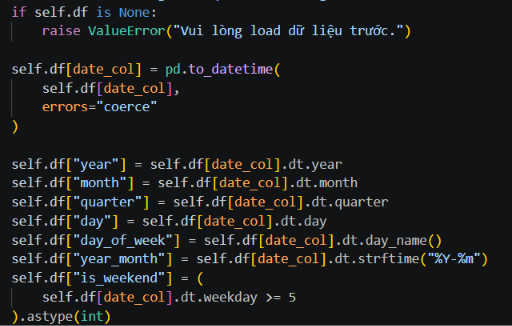 if self.df is None:
    raise ValueError("Vui lòng load dữ liệu trước.")
self.df[date_col] = pd.to_datetime(
    self.df[date_col],
    errors="coerce"
)
self.df["year"] = self.df[date_col].dt.year
self.df["month"] = self.df[date_col].dt.month
self.df["quarter"] = self.df[date_col].dt.quarter
self.df["day"] = self.df[date_col].dt.day
self.df["day_of_week"] = self.df[date_col].dt.day_name()
self.df["year_month"] = self.df[date_col].dt.strftime("%Y-%m")
self.df["is_weekend"] = (
    self.df[date_col].dt.weekday >= 5
).astype(int)